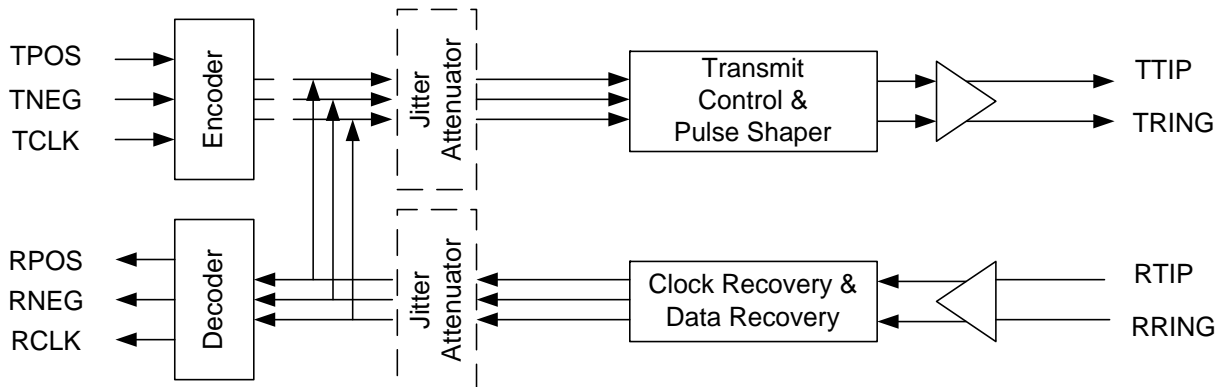 TPOS
TNEG
TCLK
Encoder
Jitter
Attenuator
Transmit
Control &
Pulse Shaper
TTIP
TRING
RPOS
RNEG
RCLK
Decoder
Jitter
Attenuator
Clock Recovery &
Data Recovery
RTIP
RRING